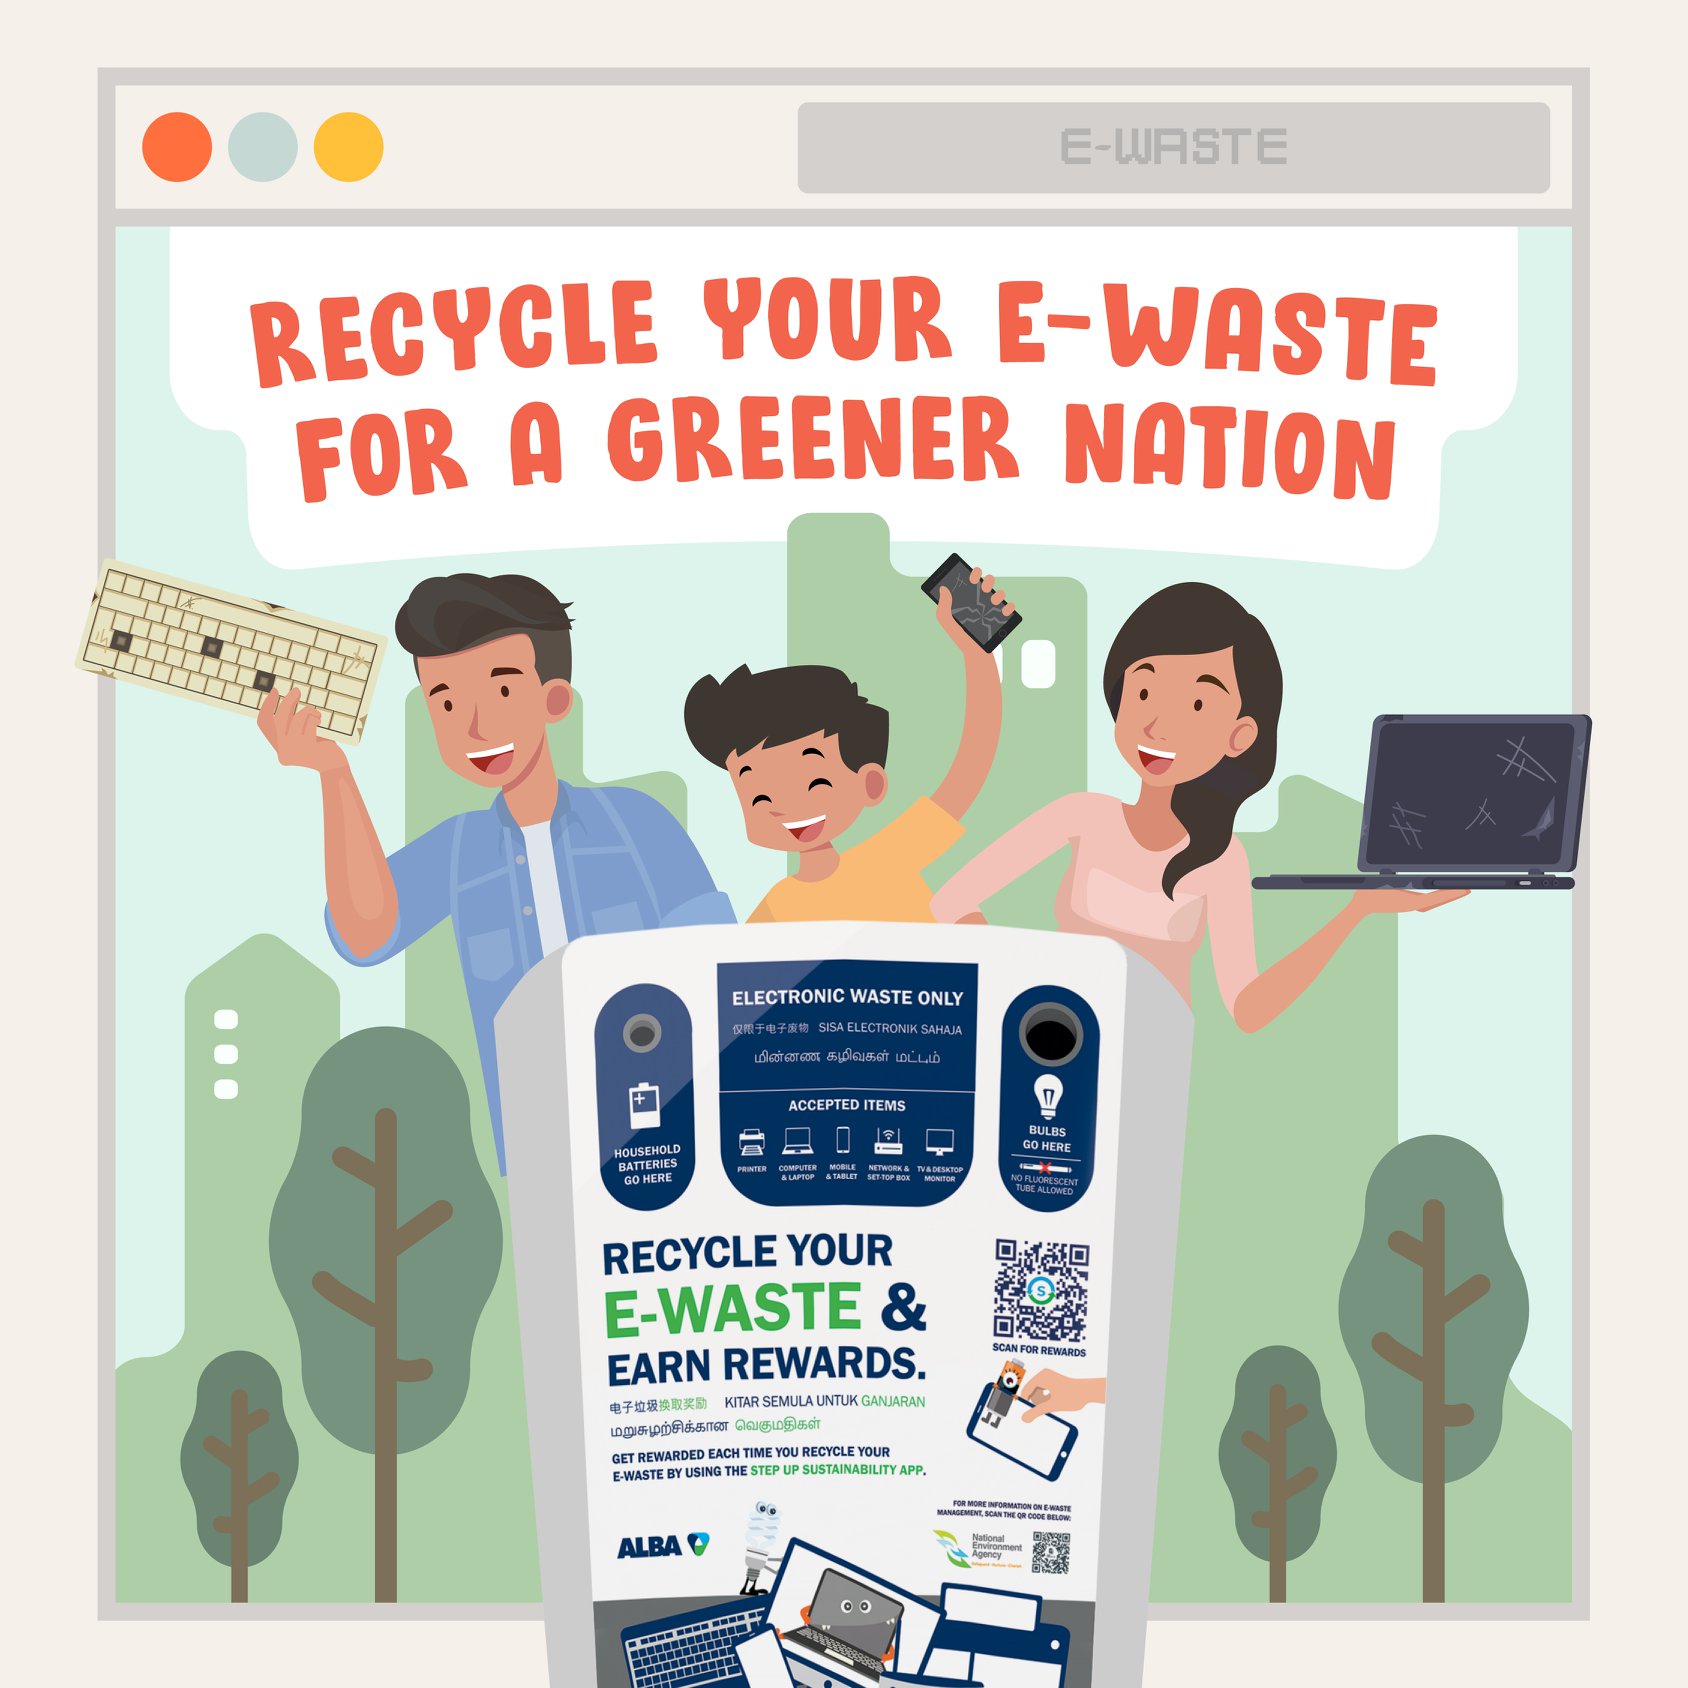 E-WASTE
RECYCLE YOUR E-WASTE
FOR A GREENER NATION
ELECTRONIC WASTE ONLY
仅限于电子废物 SISA ELECTRONIK SAHAJA
மின்னணு கழிவுகள் மட்டும்
ACCEPTED ITEMS
PRINTER
COMPUTER
& LAPTOP
MOBILE
& TABLET
NETWORK &
SET-TOP BOX
TV & DESKTOP
MONITOR
HOUSEHOLD
BATTERIES
GO HERE
BULBS
GO HERE
NO FLUORESCENT
TUBE ALLOWED
RECYCLE YOUR
E-WASTE &
EARN REWARDS.
电子垃圾换取奖励 KITAR SEMULA UNTUK GANJARAN
மறுசுழற்சிக்கான வெகுமதிகள்
GET REWARDED EACH TIME YOU RECYCLE YOUR
E-WASTE BY USING THE STEP UP SUSTAINABILITY APP.
S
SCAN FOR REWARDS
FOR MORE INFORMATION ON E-WASTE
MANAGEMENT, SCAN THE QR CODE BELOW:
ALBA
National
Environment
Agency